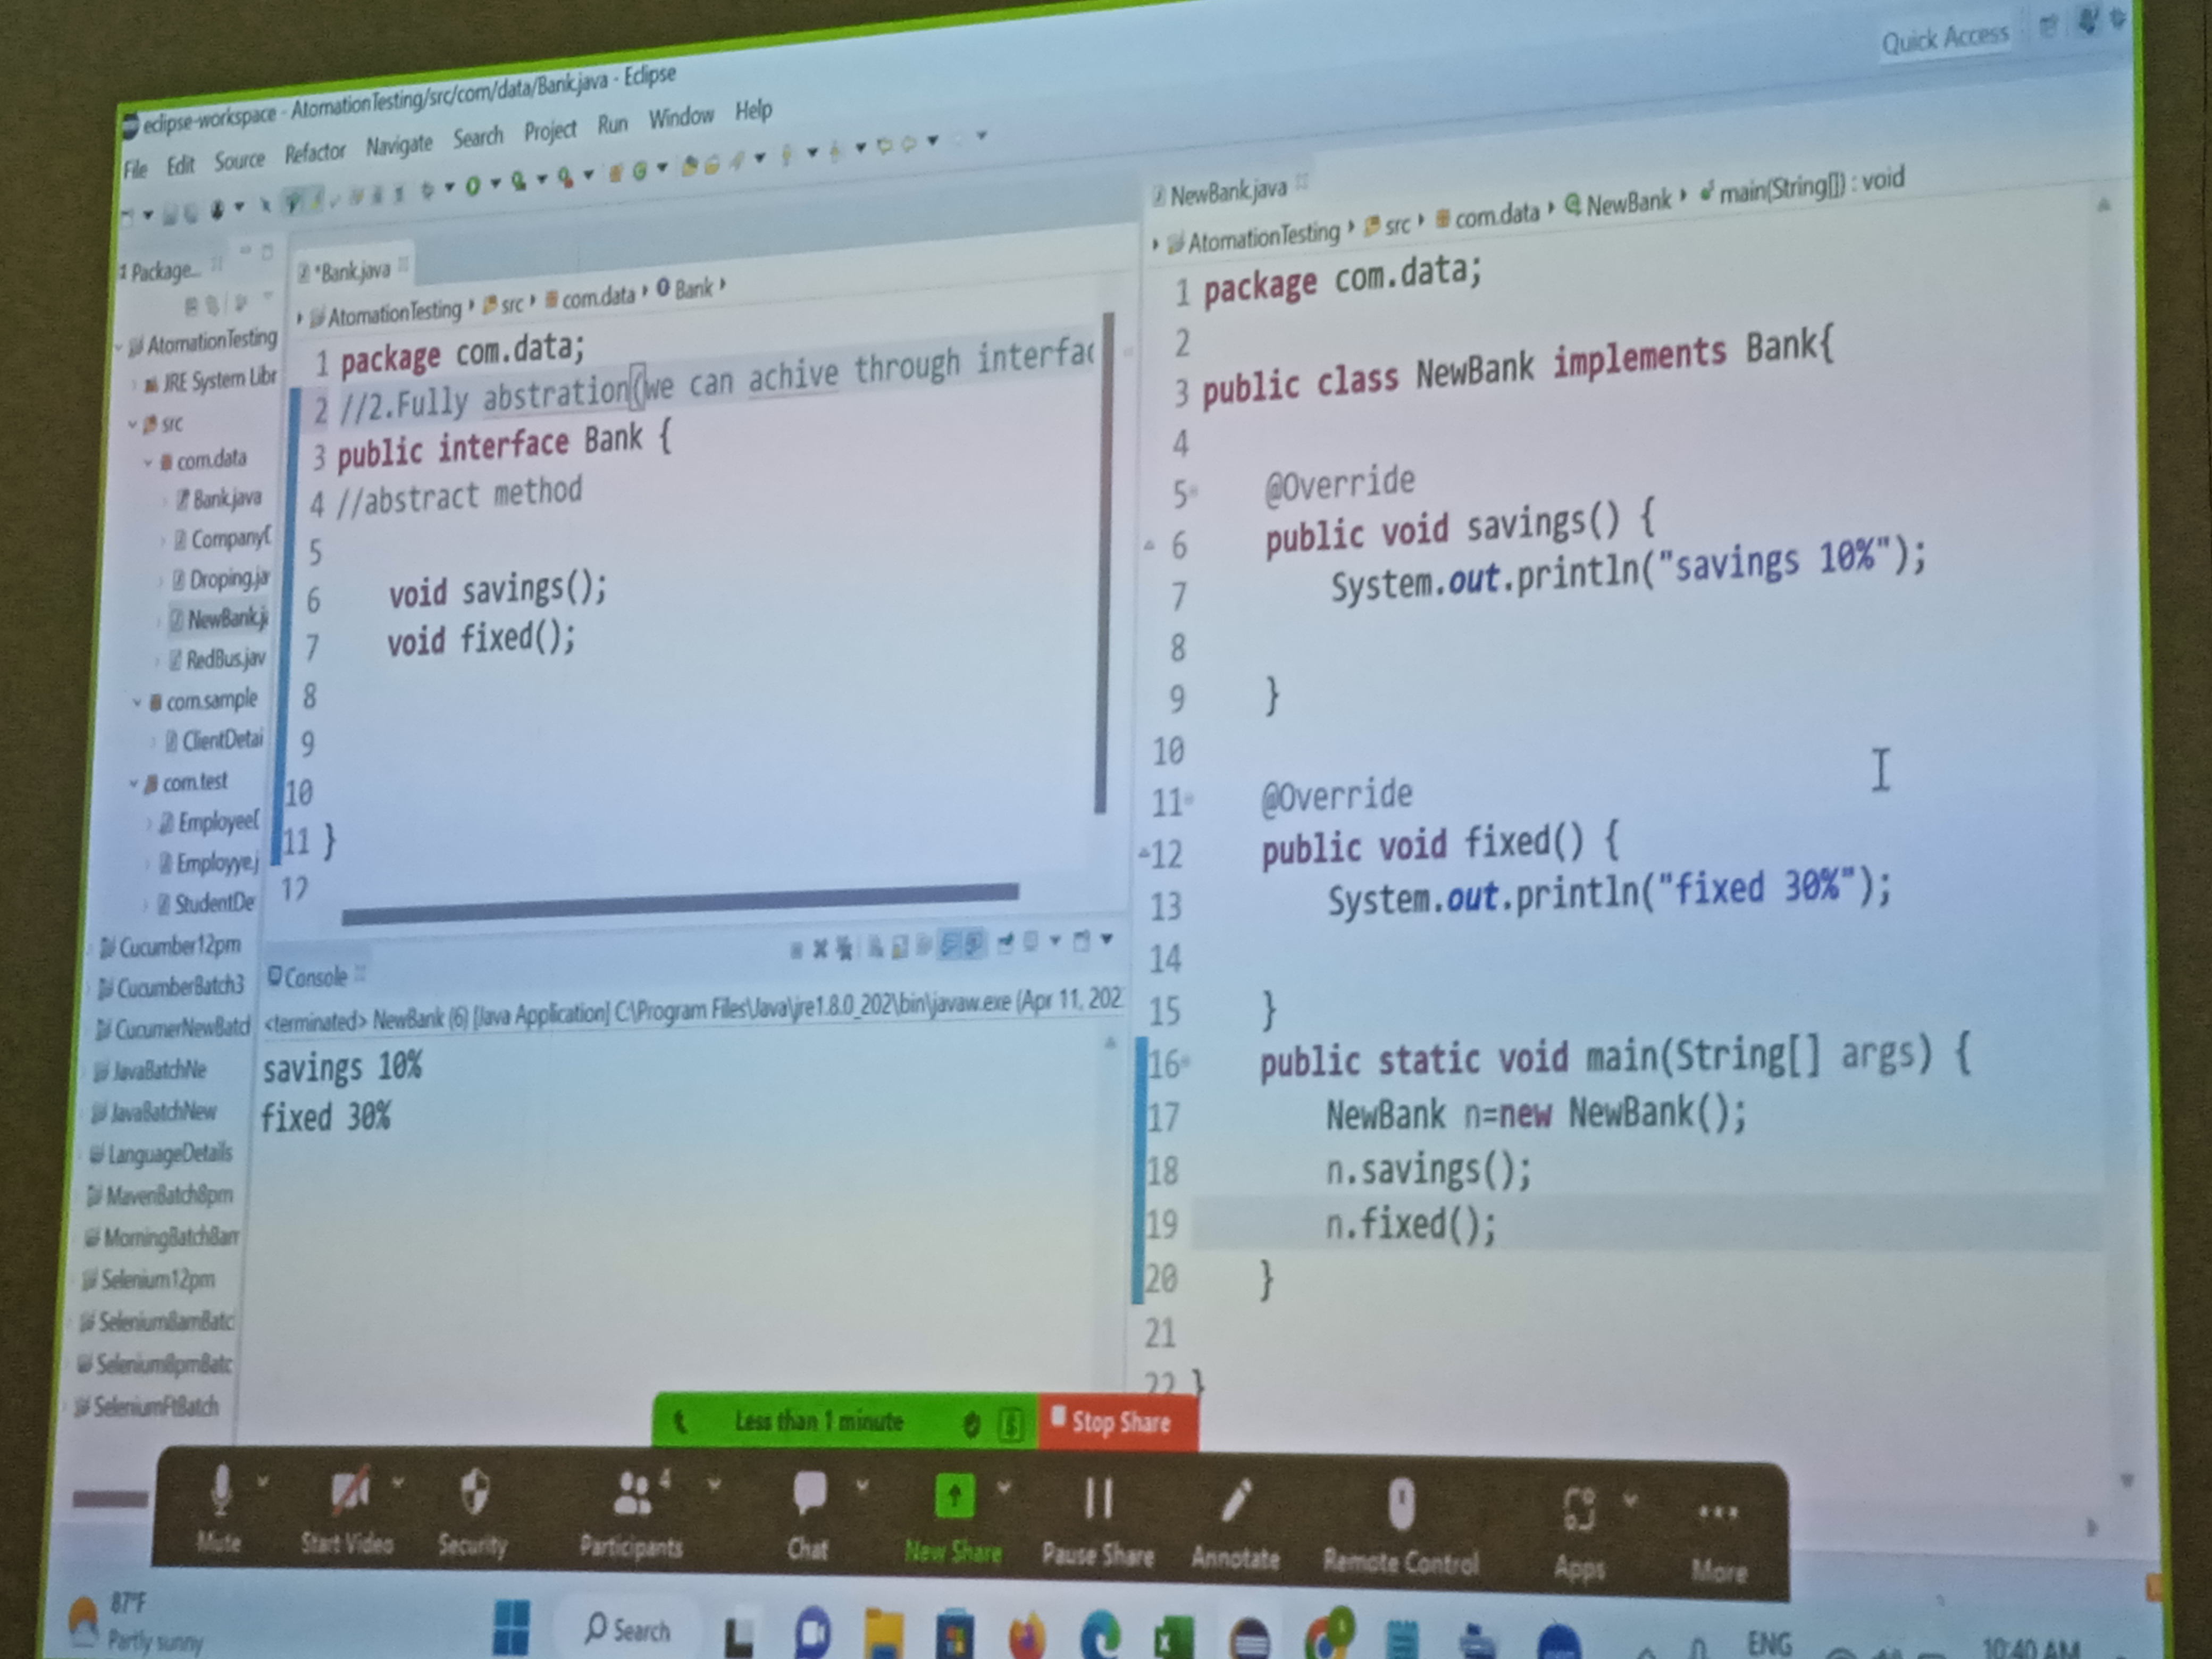 eclipse-workspace - AtomationTesting/src/com/data/Bank.java - Eclipse
File Edit Source Refactor Navigate Search Project Run Window Help
Quick Access
Package...
AtomationTesting
JRE System Libr
src
com.data
Bank.java
Droping.ja
NewBank.j
RedBus.jav
com.sample
ClientDetai
com.test
Employye.j
StudentDe
Cucumber12pm
CucumberBatch3
CucumerNewBatcl
JavaBatchNe
JavaBatchNew
LanguageDetails
MavenBatch8pm
MorningBatch8am
Selenium12pm
Selenium8amBatc
Selenium8pmBatc
SeleniumFtBatch
*Bank.java
AtomationTesting src com.data Bank
1 package com.data;
2 //2.Fully abstration(we can achive through interfac
3 public interface Bank {
4 //abstract method
5
6 void savings();
7 void fixed();
8
9
10
11 }
12
Console
<terminated> NewBank (6) [Java Application] C:\Program Files\Java\jre1.8.0_202\bin\javaw.exe (Apr 11, 202
savings 10%
fixed 30%
NewBank.java
AtomationTesting src com.data NewBank main(String[]) : void
1 package com.data;
2
3 public class NewBank implements Bank{
4
5 @Override
6 public void savings() {
7 System.out.println("savings 10%");
8
9 }
10
11 @Override
12 public void fixed() {
13 System.out.println("fixed 30%");
14
15 }
16 public static void main(String[] args) {
17 NewBank n=new NewBank();
18 n.savings();
19 n.fixed();
20 }
21
22 }
Less than 1 minute
Stop Share
Mute Start Video Security Participants 4 Chat New Share Pause Share Annotate Remote Control Apps More
87°F
Partly sunny
Search
ENG
10:40 AM